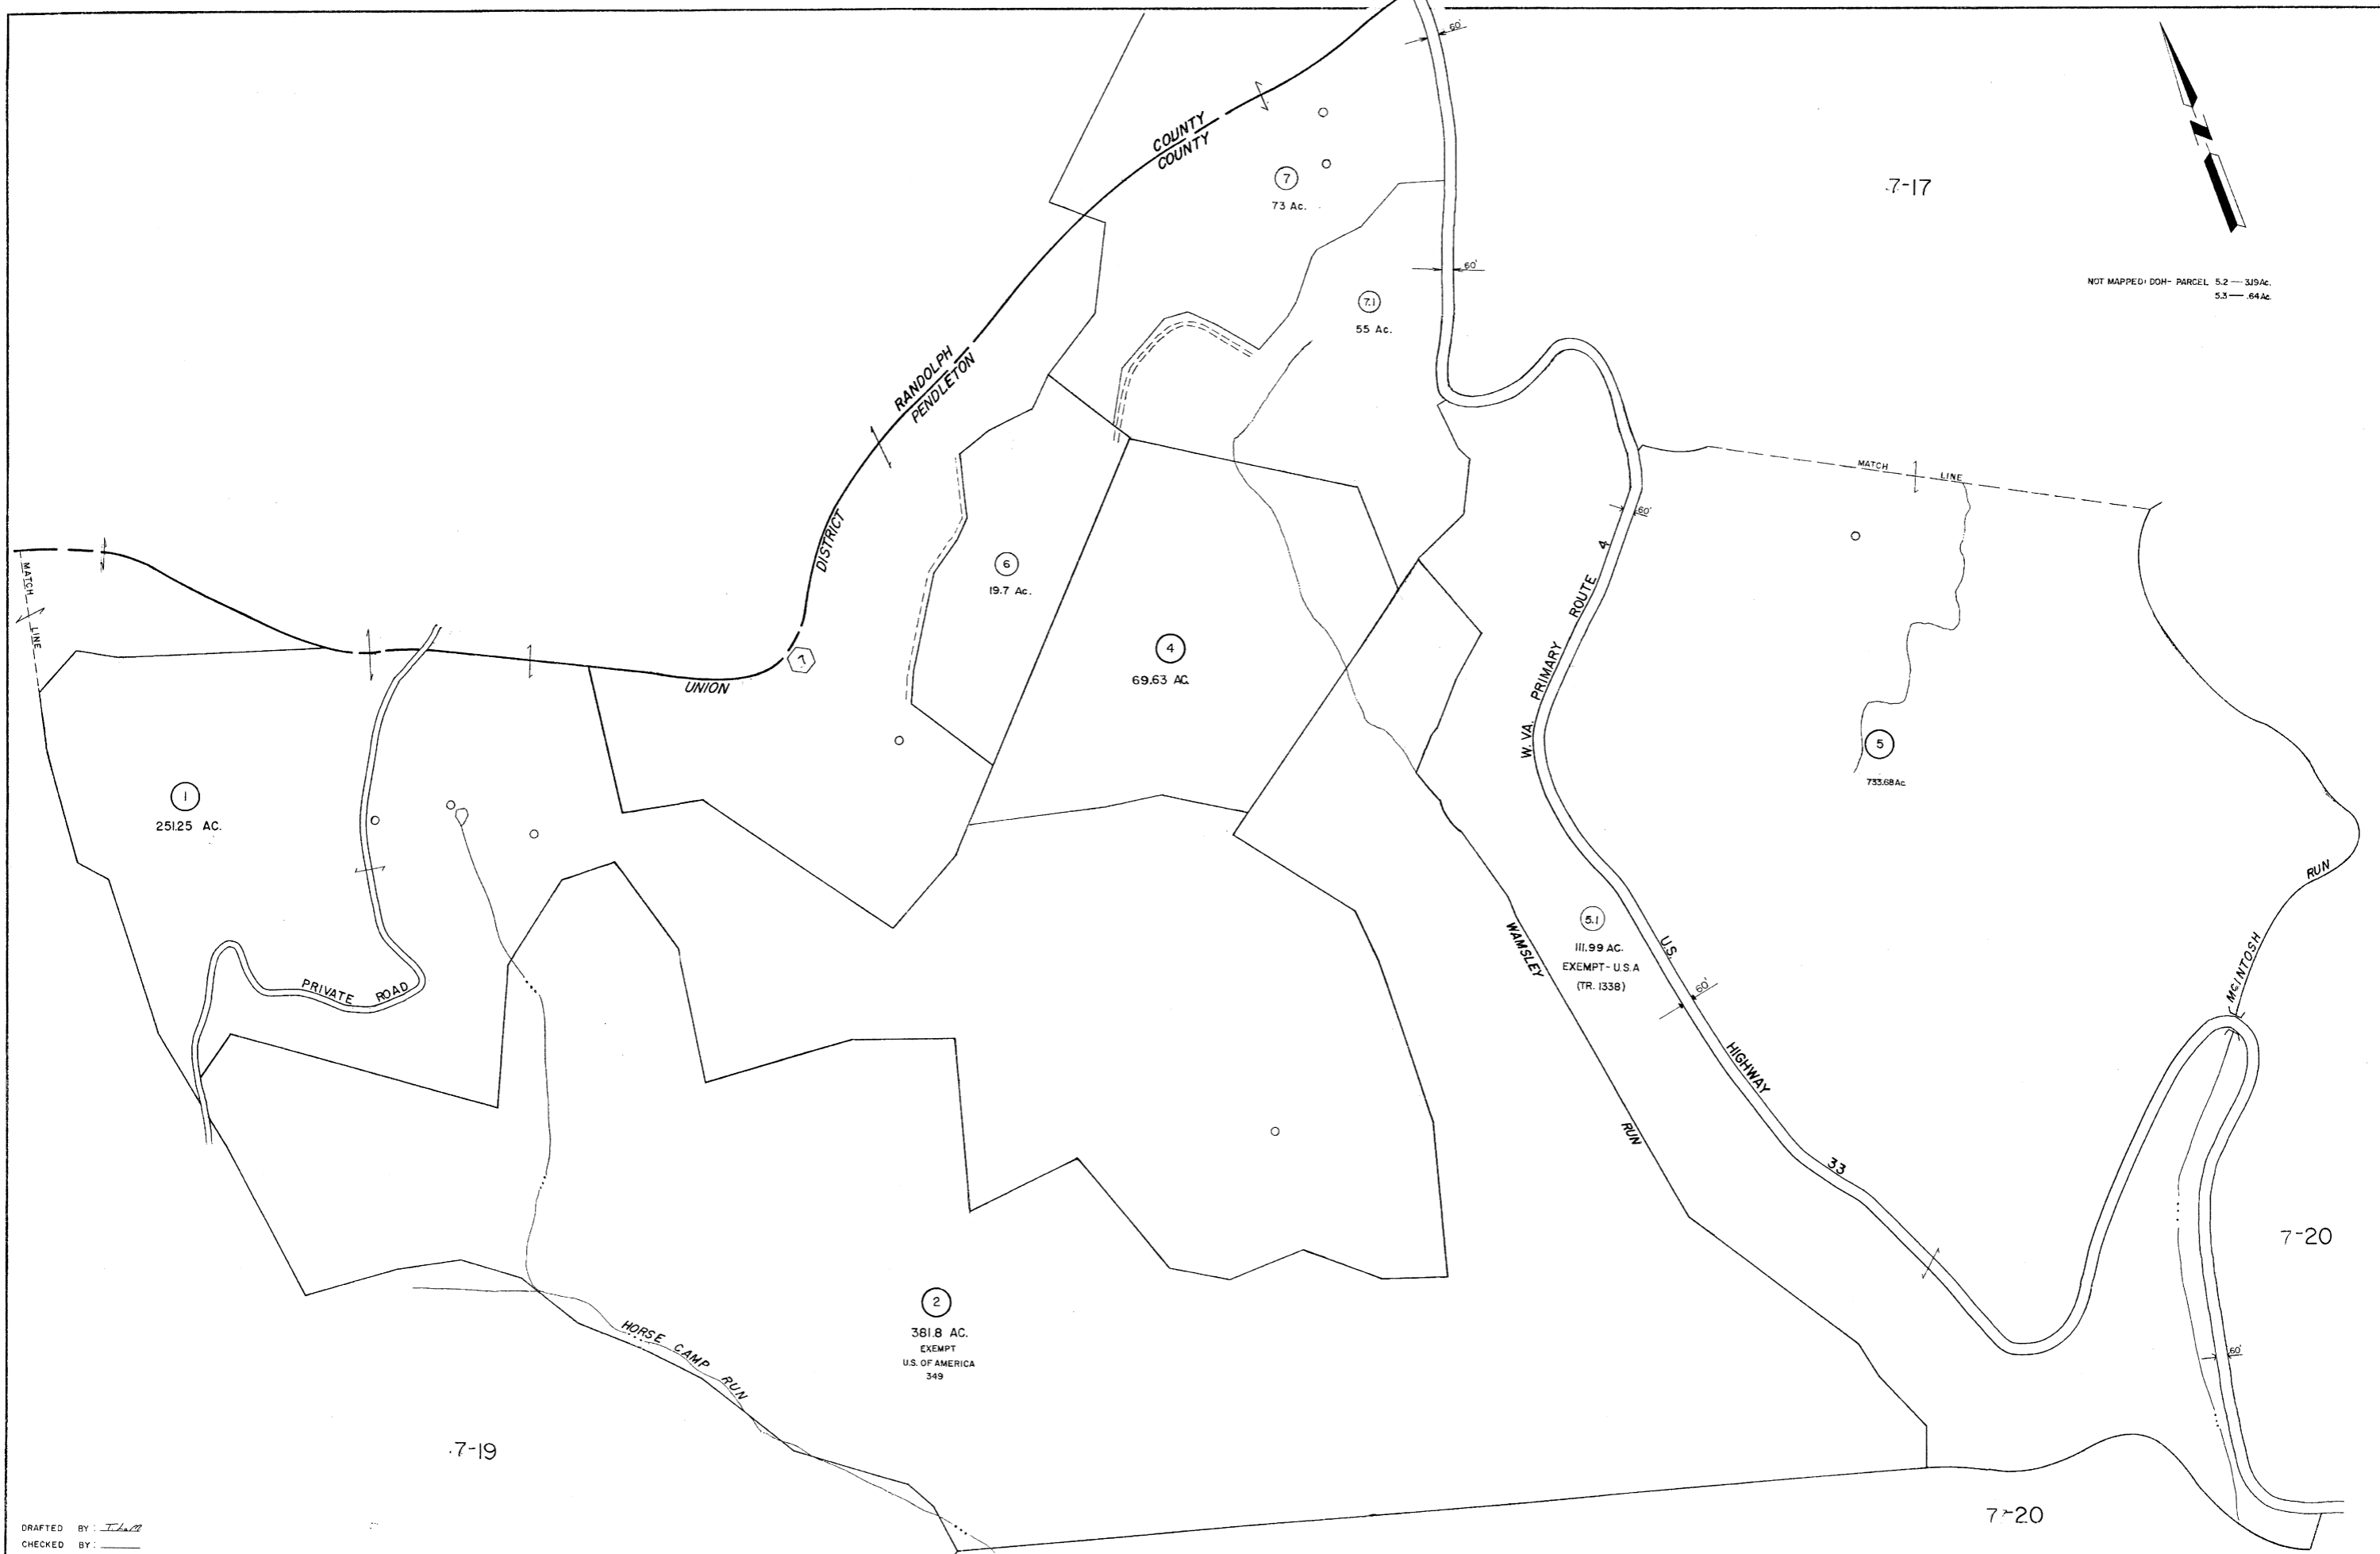 60'
COUNTY
COUNTY
7
73 Ac.
7-17
60'
NOT MAPPED: DOH- PARCEL 5.2 — 3.19 Ac.
5.3 — .64 Ac.
7.1
55 Ac.
RANDOLPH
PENDLETON
MATCH LINE
60'
DISTRICT
W. VA. PRIMARY ROUTE 4
6
19.7 Ac.
MATCH LINE
4
69.63 AC.
7
UNION
5
733.68 Ac.
1
251.25 AC.
RUN
McINTOSH
5.1
111.99 AC.
EXEMPT- U.S.A
(TR. 1338)
WAMSLEY
RUN
U.S.
60'
HIGHWAY
33
PRIVATE ROAD
7-20
2
381.8 AC.
EXEMPT
U.S. OF AMERICA
349
HORSE CAMP RUN
60'
7-19
7-20
DRAFTED BY:
CHECKED BY: